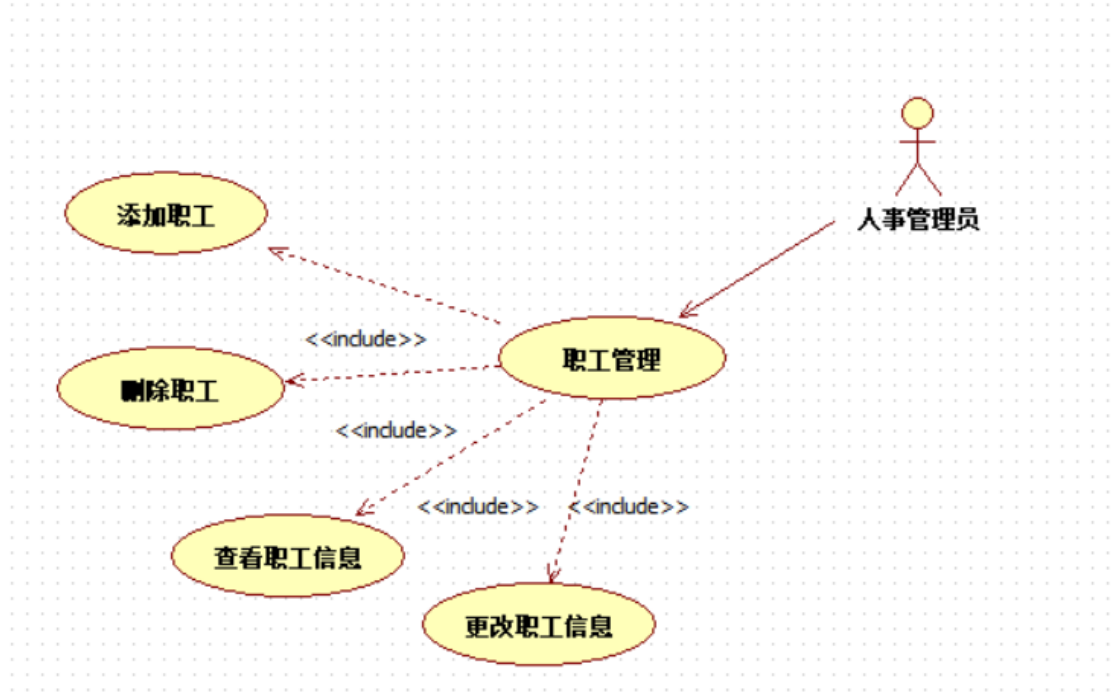 人事管理员
添加职工
<<include>>
职工管理
删除职工
<<include>>
<<include>>
<<include>>
查看职工信息
更改职工信息